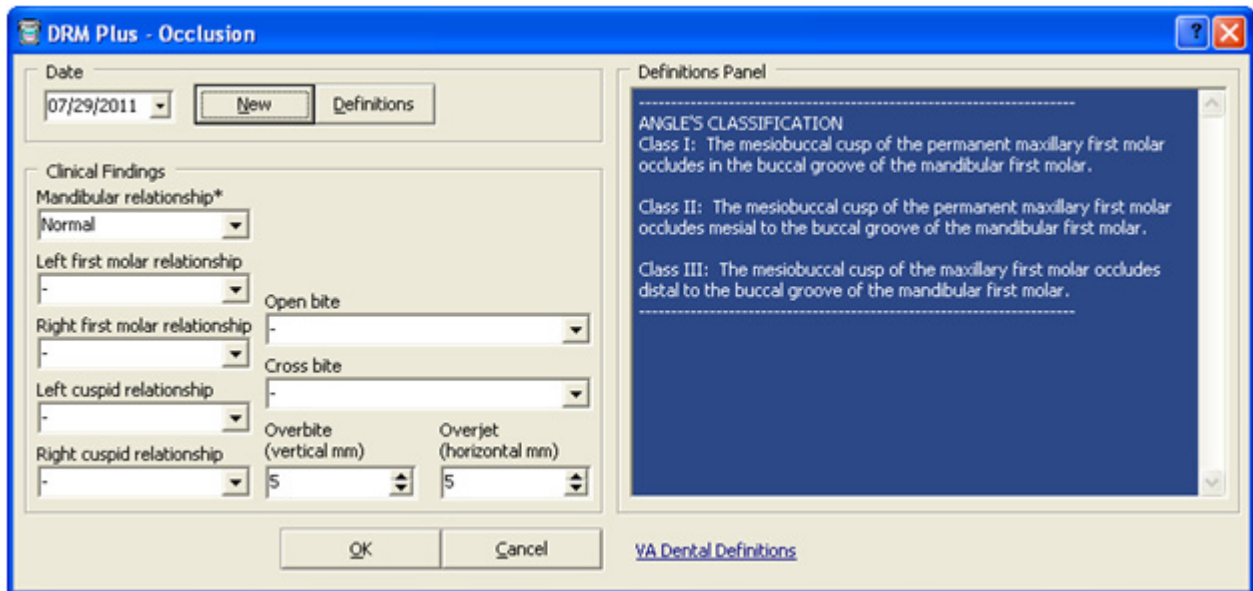 DRM Plus - Occlusion
Date
07/29/2011
New
Definitions
Clinical Findings
Mandibular relationship*
Normal
Left first molar relationship
-
Right first molar relationship
-
Left cuspid relationship
-
Right cuspid relationship
-
Open bite
-
Cross bite
-
Overbite
(vertical mm)
5
Overjet
(horizontal mm)
5
OK
Cancel
Definitions Panel
----------------------------------------------------------------------
ANGLE'S CLASSIFICATION
Class I:  The mesiobuccal cusp of the permanent maxillary first molar
occludes in the buccal groove of the mandibular first molar.
Class II:  The mesiobuccal cusp of the permanent maxillary first molar
occludes mesial to the buccal groove of the mandibular first molar.
Class III:  The mesiobuccal cusp of the maxillary first molar occludes
distal to the buccal groove of the mandibular first molar.
----------------------------------------------------------------------
VA Dental Definitions